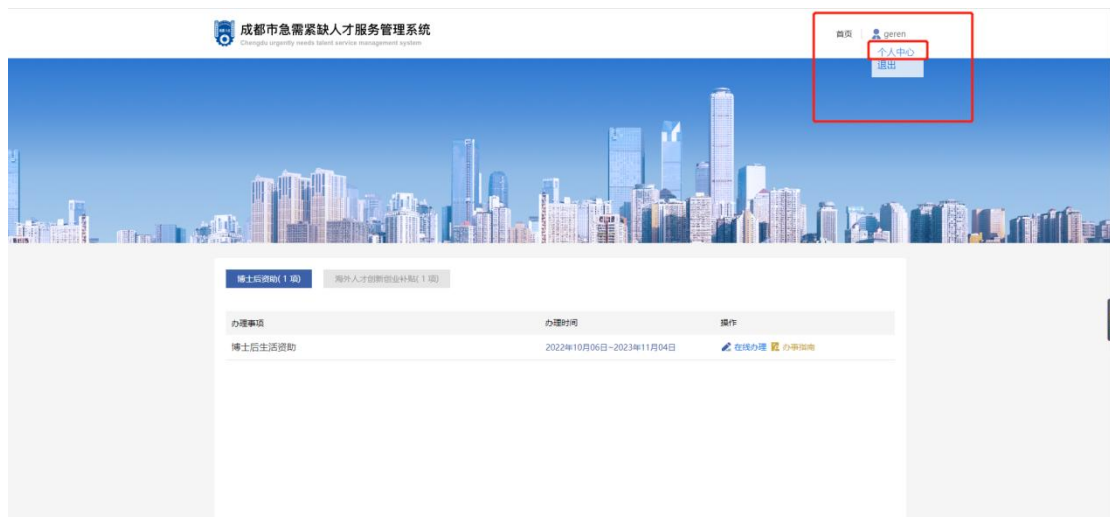 成都市急需紧缺人才服务管理系统
Chengdu urgently needs talent service management system
首页 geren
个人中心
退出
博士后资助(1项) 海外人才创新创业补贴(1项)
办理事项 办理时间 操作
博士后生活资助 2022年10月06日~2023年11月04日 在线办理 办事指南